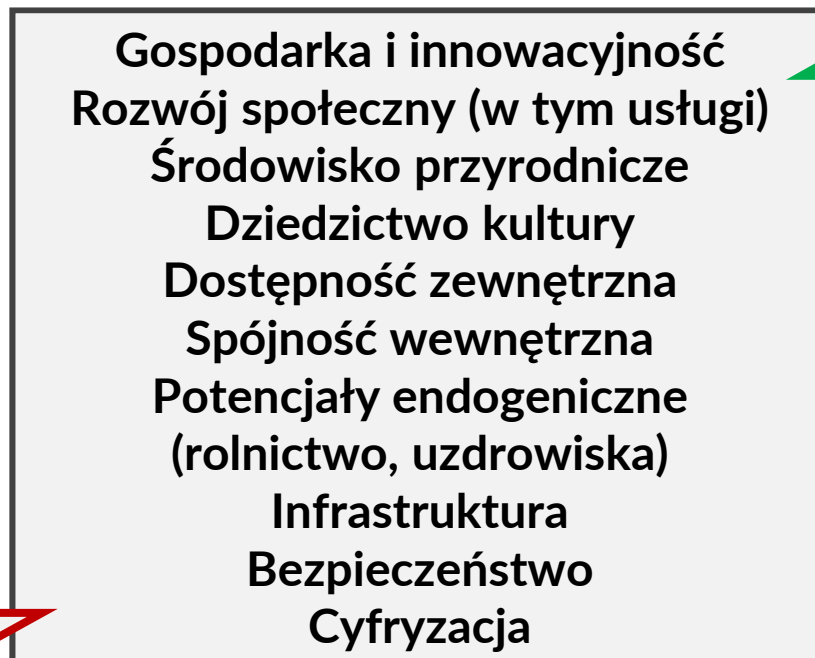 Gospodarka i innowacyjność
Rozwój społeczny (w tym usługi)
Środowisko przyrodnicze
Dziedzictwo kultury
Dostępność zewnętrzna
Spójność wewnętrzna
Potencjały endogeniczne
(rolnictwo, uzdrowiska)
Infrastruktura
Bezpieczeństwo
Cyfryzacja